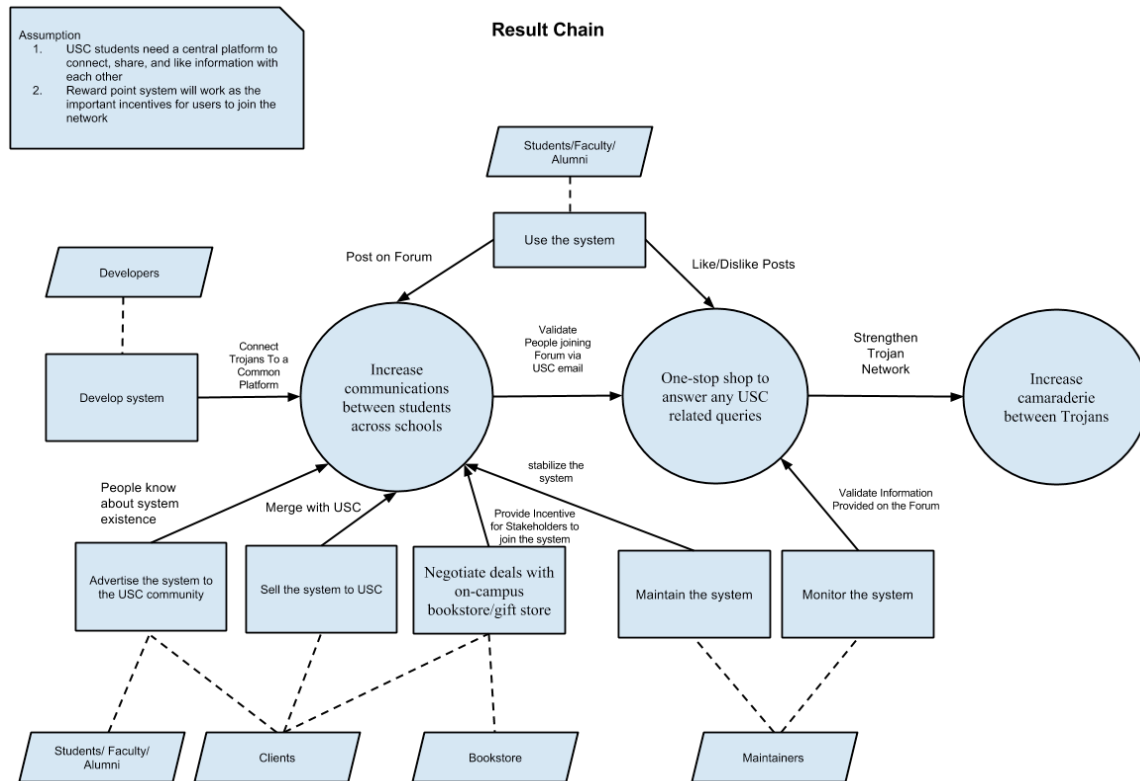 Result Chain
Assumption
1. USC students need a central platform to
connect, share, and like information with
each other
2. Reward point system will work as the
important incentives for users to join the
network
Students/Faculty/
Alumni
Use the system
Post on Forum
Like/Dislike Posts
Developers
Develop system
Connect
Trojans To a
Common
Platform
Increase
communications
between students
across schools
Validate
People joining
Forum via
USC email
One-stop shop to
answer any USC
related queries
Strengthen
Trojan
Network
Increase
camaraderie
between Trojans
People know
about system
existence
Merge with USC
Provide Incentive
for Stakeholders to
join the system
stabilize the
system
Validate Information
Provided on the Forum
Advertise the system to
the USC community
Sell the system to USC
Negotiate deals with
on-campus
bookstore/gift store
Maintain the system
Monitor the system
Students/ Faculty/
Alumni
Clients
Bookstore
Maintainers